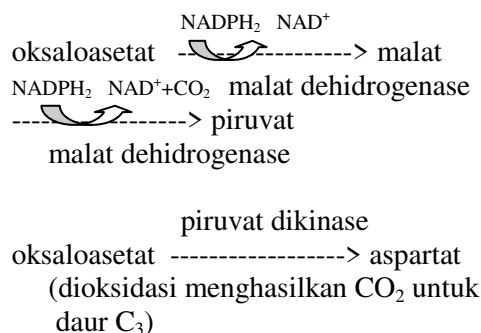 NADPH₂ NAD⁺
oksaloasetat ------------------> malat
NADPH₂ NAD⁺+CO₂ malat dehidrogenase
------------------> piruvat
malat dehidrogenase
piruvat dikinase
oksaloasetat ------------------> aspartat
(dioksidasi menghasilkan CO₂ untuk
daur C₃)